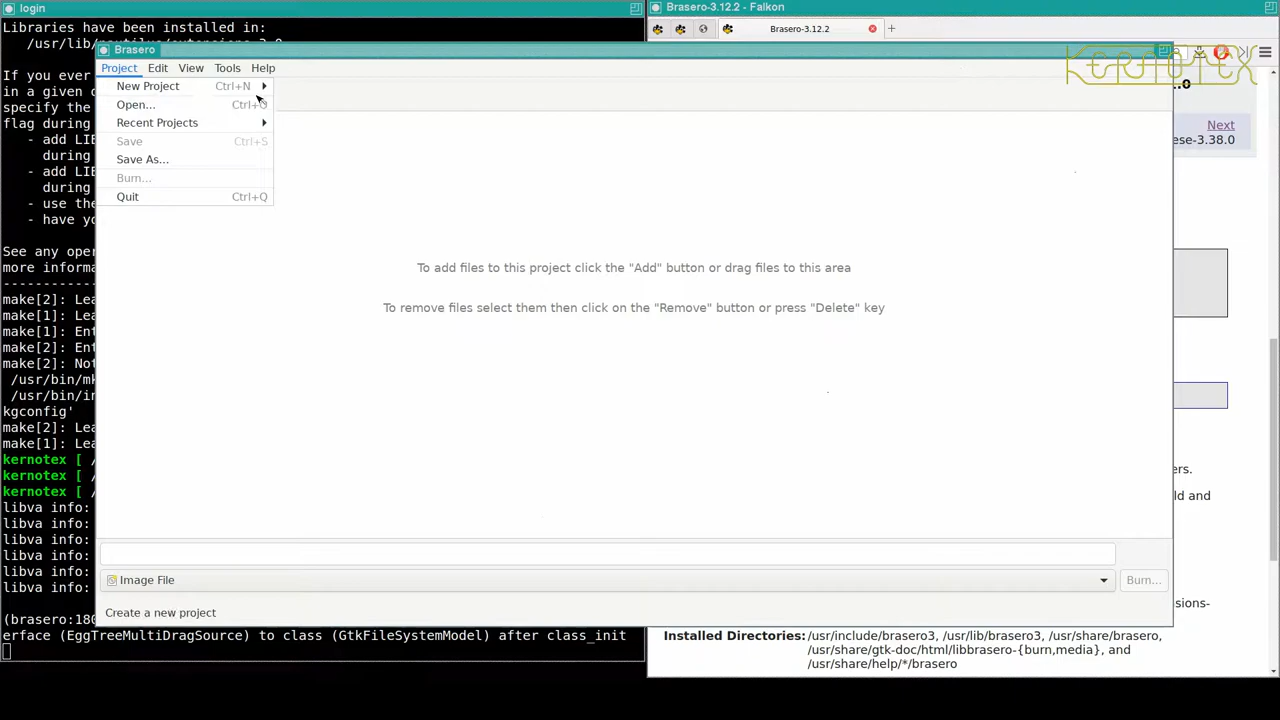 login
Brasero-3.12.2 - Falkon
Libraries have been installed in:
Brasero-3.12.2
/usr/lib/nautilus/extensions-3.0
Brasero
If you ever
in a given
specify the
flag during
- add LIB
during
- add LI
during
- use the
- have yo
See any oper
more informa
make[2]: Lea
make[1]: Lea
make[1]: Ent
make[2]: Ent
make[2]: Not
/usr/bin/mk
/usr/bin/in
kgconfig'
make[2]: Lea
make[1]: Lea
kernotex [ /
kernotex [ /
kernotex [ /
libva info:
libva info:
libva info:
libva info:
libva info:
libva info:
(brasero:180
erface (EggTreeMultiDragSource) to class (GtkFileSystemModel) after class_init
Project Edit View Tools Help
New Project Ctrl+N
Open... Ctrl+O
Recent Projects
Save Ctrl+S
Save As...
Burn...
Quit Ctrl+Q
To add files to this project click the "Add" button or drag files to this area
To remove files select them then click on the "Remove" button or press "Delete" key
Image File
Burn...
Create a new project
KERNOTEX
..0
Next
ese-3.38.0
ers.
ld and
sions-
Installed Directories: /usr/include/brasero3, /usr/lib/brasero3, /usr/share/brasero,
/usr/share/gtk-doc/html/libbrasero-{burn,media}, and
/usr/share/help/*/brasero